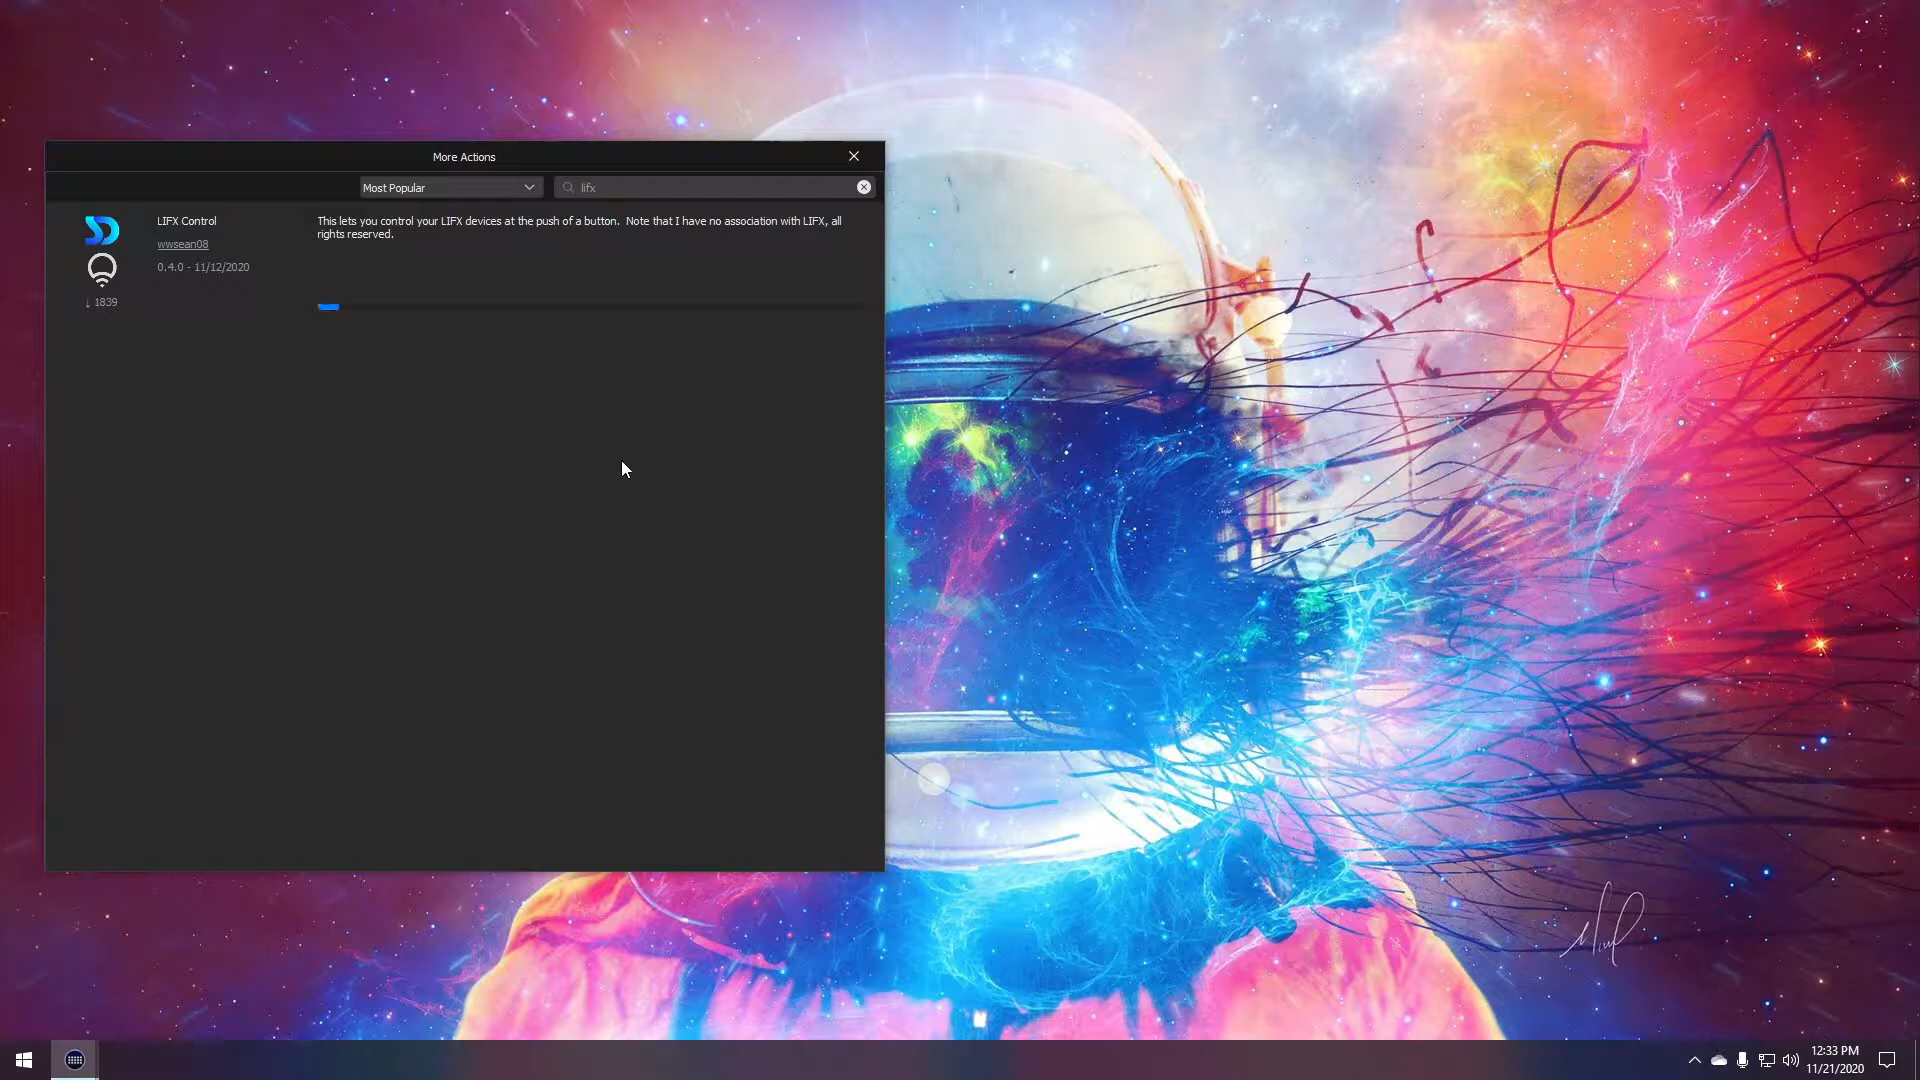 More Actions
Most Popular
lifx
LIFX Control
wwsean08
0.4.0 - 11/12/2020
↓ 1839
This lets you control your LIFX devices at the push of a button.  Note that I have no association with LIFX, all
rights reserved.
12:33 PM
11/21/2020